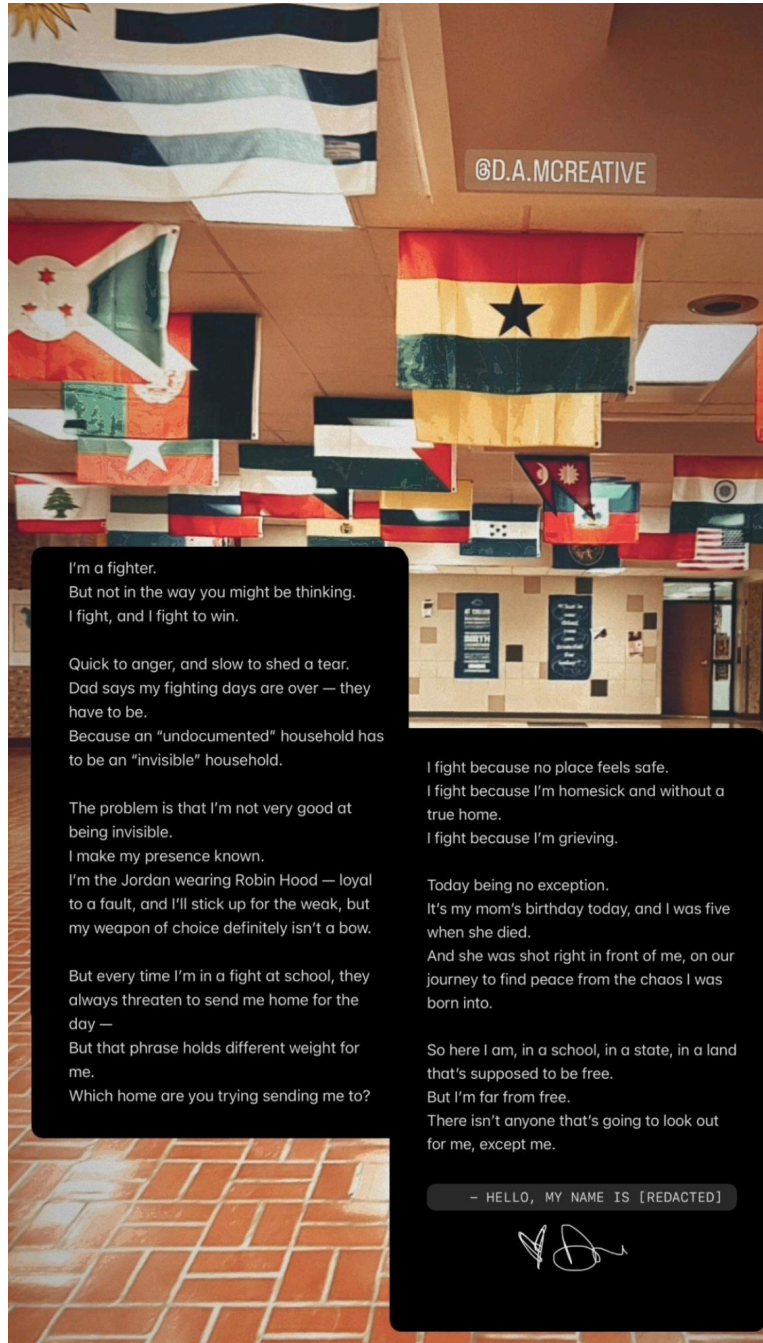 @D.A.MCREATIVE
I'm a fighter.
But not in the way you might be thinking.
I fight, and I fight to win.
Quick to anger, and slow to shed a tear.
Dad says my fighting days are over — they
have to be.
Because an “undocumented” household has
to be an “invisible” household.
The problem is that I'm not very good at
being invisible.
I make my presence known.
I'm the Jordan wearing Robin Hood — loyal
to a fault, and I'll stick up for the weak, but
my weapon of choice definitely isn't a bow.
But every time I'm in a fight at school, they
always threaten to send me home for the
day —
But that phrase holds different weight for
me.
Which home are you trying sending me to?
I fight because no place feels safe.
I fight because I'm homesick and without a
true home.
I fight because I'm grieving.
Today being no exception.
It's my mom's birthday today, and I was five
when she died.
And she was shot right in front of me, on our
journey to find peace from the chaos I was
born into.
So here I am, in a school, in a state, in a land
that's supposed to be free.
But I'm far from free.
There isn't anyone that's going to look out
for me, except me.
– HELLO, MY NAME IS [REDACTED]